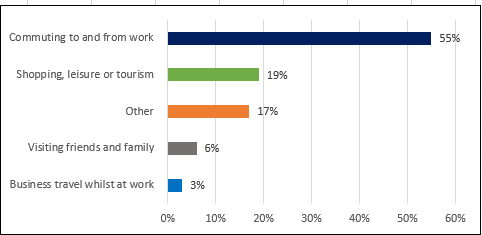 Commuting to and from work 55%
Shopping, leisure or tourism 19%
Other 17%
Visiting friends and family 6%
Business travel whilst at work 3%
0% 10% 20% 30% 40% 50% 60%